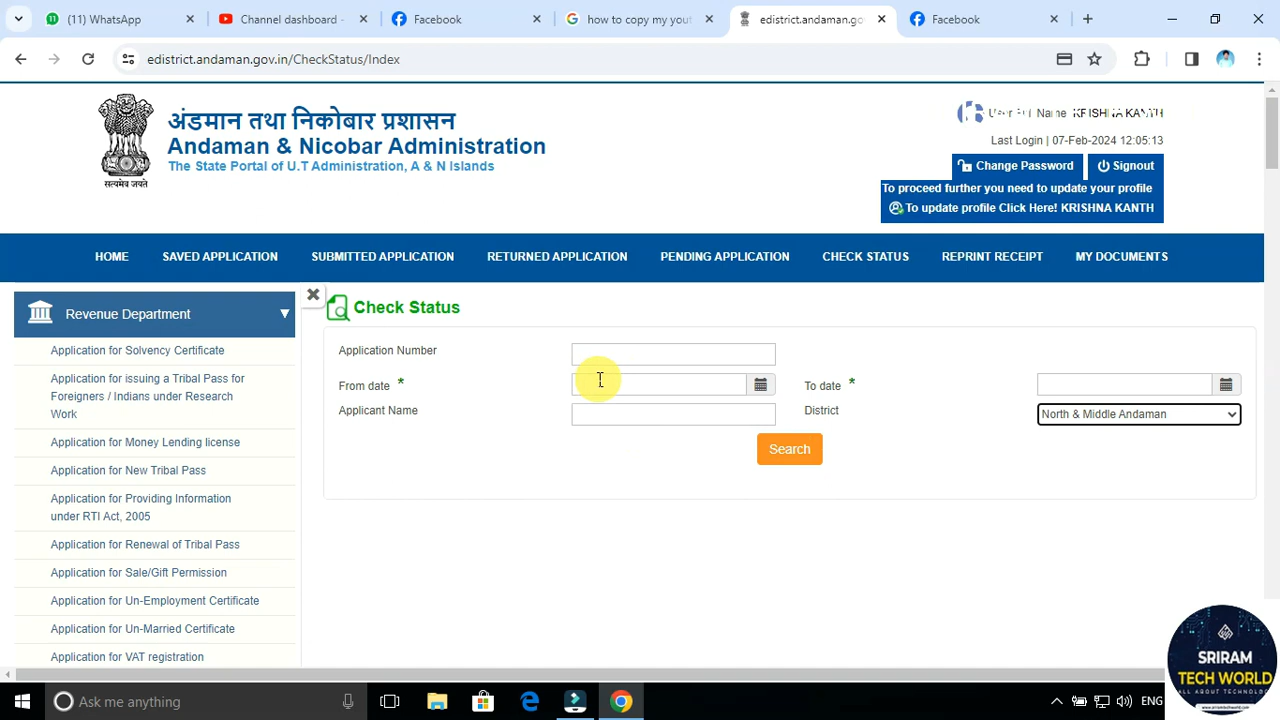 (11) WhatsApp
Channel dashboard -
Facebook
how to copy my yout
edistrict.andaman.go
Facebook
edistrict.andaman.gov.in/CheckStatus/Index
अंडमान तथा निकोबार प्रशासन
Andaman & Nicobar Administration
The State Portal of U.T Administration, A & N Islands
सत्यमेव जयते
Name KRISHNA KANTH
Last Login | 07-Feb-2024 12:05:13
Change Password
Signout
To proceed further you need to update your profile
To update profile Click Here! KRISHNA KANTH
HOME
SAVED APPLICATION
SUBMITTED APPLICATION
RETURNED APPLICATION
PENDING APPLICATION
CHECK STATUS
REPRINT RECEIPT
MY DOCUMENTS
Revenue Department
Application for Solvency Certificate
Application for issuing a Tribal Pass for
Foreigners / Indians under Research
Work
Application for Money Lending license
Application for New Tribal Pass
Application for Providing Information
under RTI Act, 2005
Application for Renewal of Tribal Pass
Application for Sale/Gift Permission
Application for Un-Employment Certificate
Application for Un-Married Certificate
Application for VAT registration
Check Status
Application Number
From date *
To date *
Applicant Name
District
North & Middle Andaman
Search
Ask me anything
ENG
SRIRAM
TECH WORLD
ALL ABOUT TECHNOLOGY